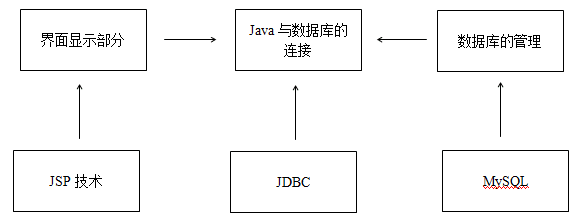 界面显示部分
Java 与数据库的
连接
数据库的管理
JSP 技术
JDBC
MySQL